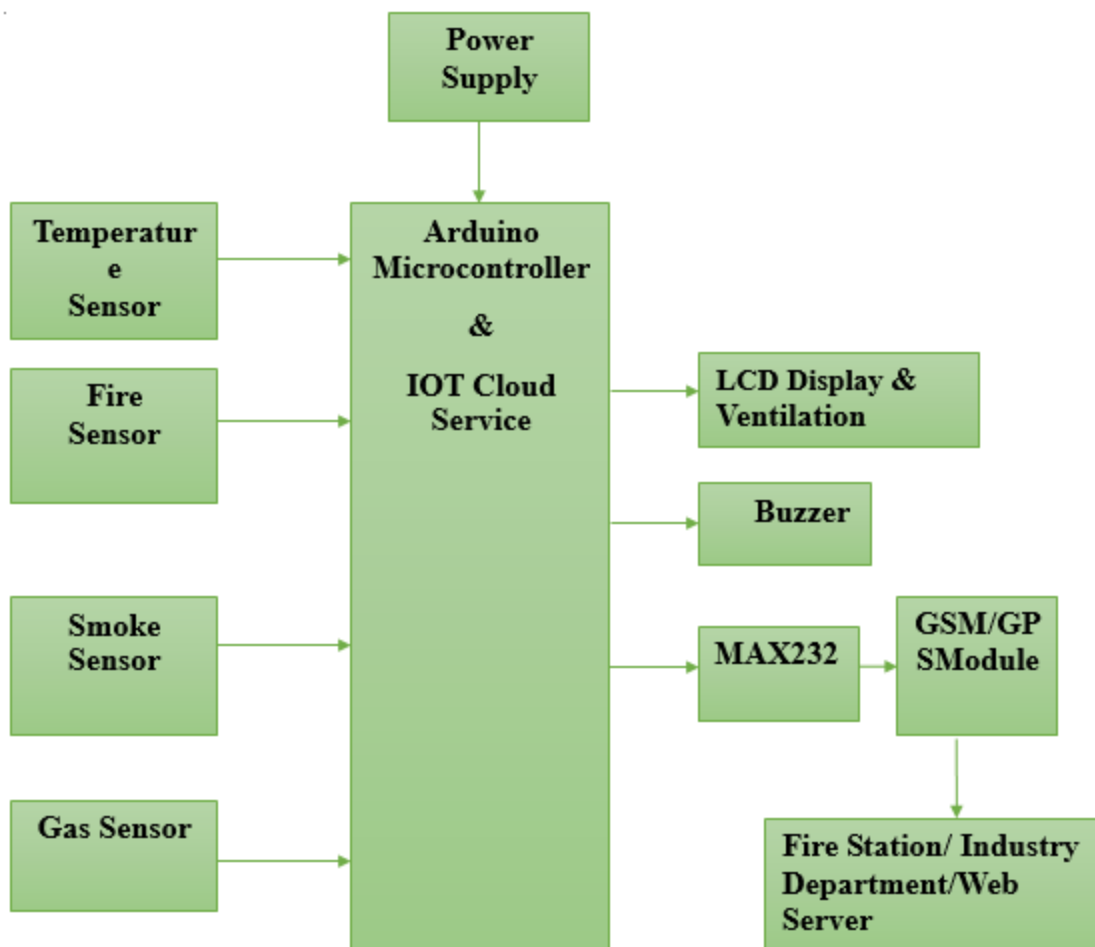 Power
Supply
Temperatur
e
Sensor
Arduino
Microcontroller
&
IOT Cloud
Service
Fire
Sensor
LCD Display &
Ventilation
Buzzer
Smoke
Sensor
MAX232
GSM/GP
SModule
Gas Sensor
Fire Station/ Industry
Department/Web
Server